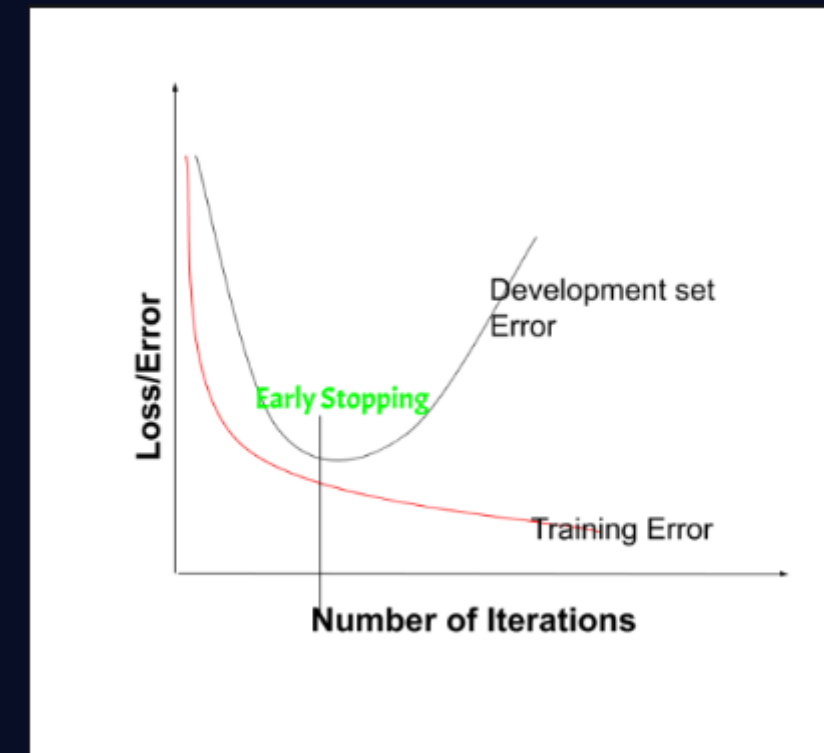 Loss/Error
Development set
Error
Early Stopping
Training Error
Number of Iterations